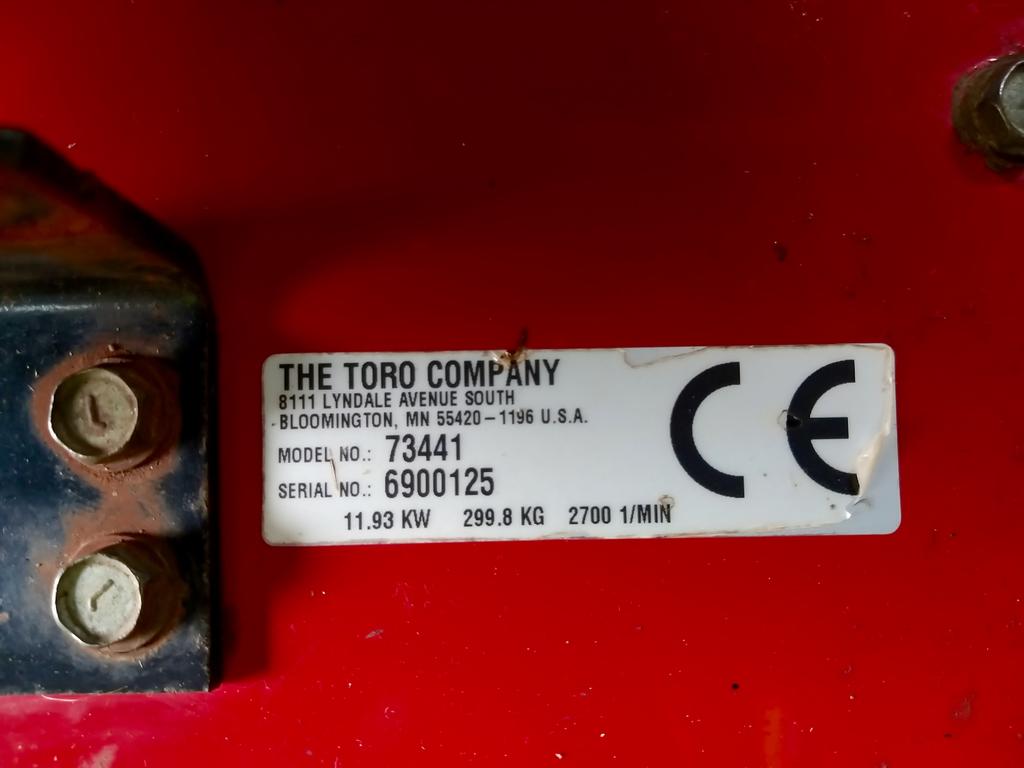 THE TORO COMPANY
8111 LYNDALE AVENUE SOUTH
BLOOMINGTON, MN 55420-1196 U.S.A.
MODEL NO.: 73441
SERIAL NO.: 6900125
11.93 KW 299.8 KG 2700 1/MIN
CE